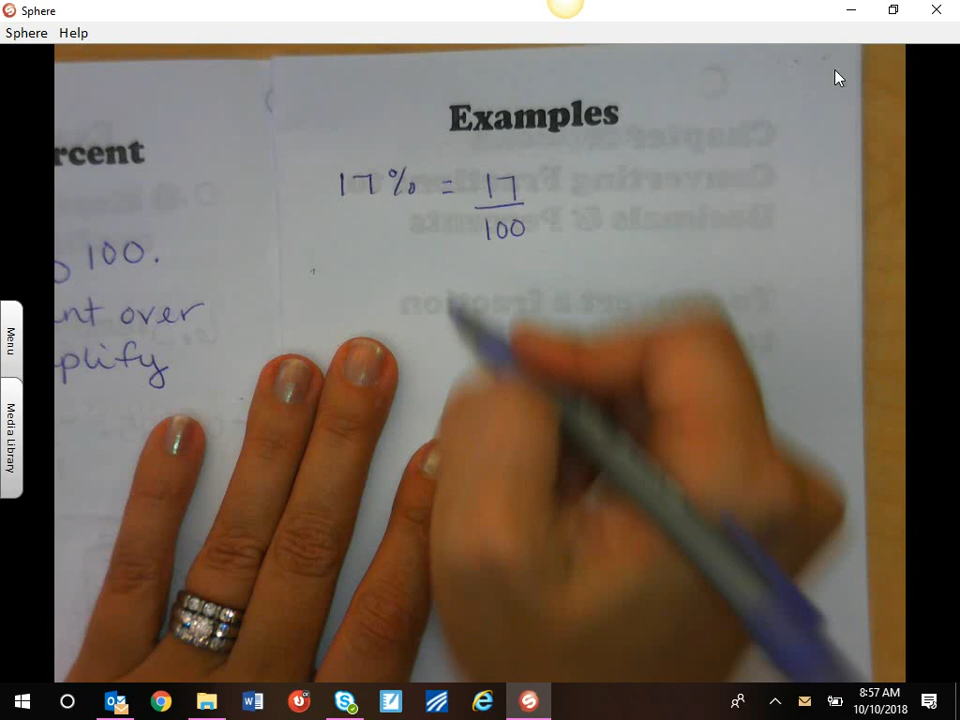 Sphere
Sphere Help
Examples
17% = 17
100
rcent
100.
nt over
plify
Menu
Media Library
8:57 AM
10/10/2018